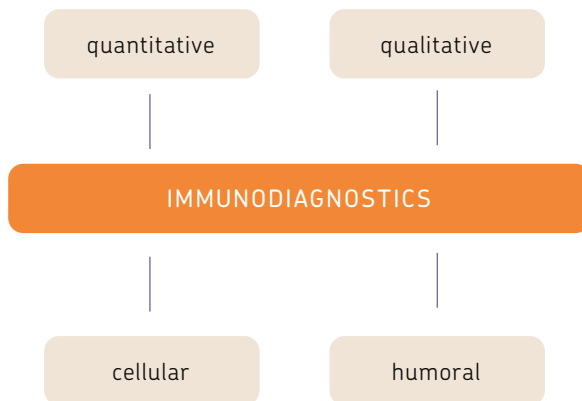 quantitative
qualitative
IMMUNODIAGNOSTICS
cellular
humoral